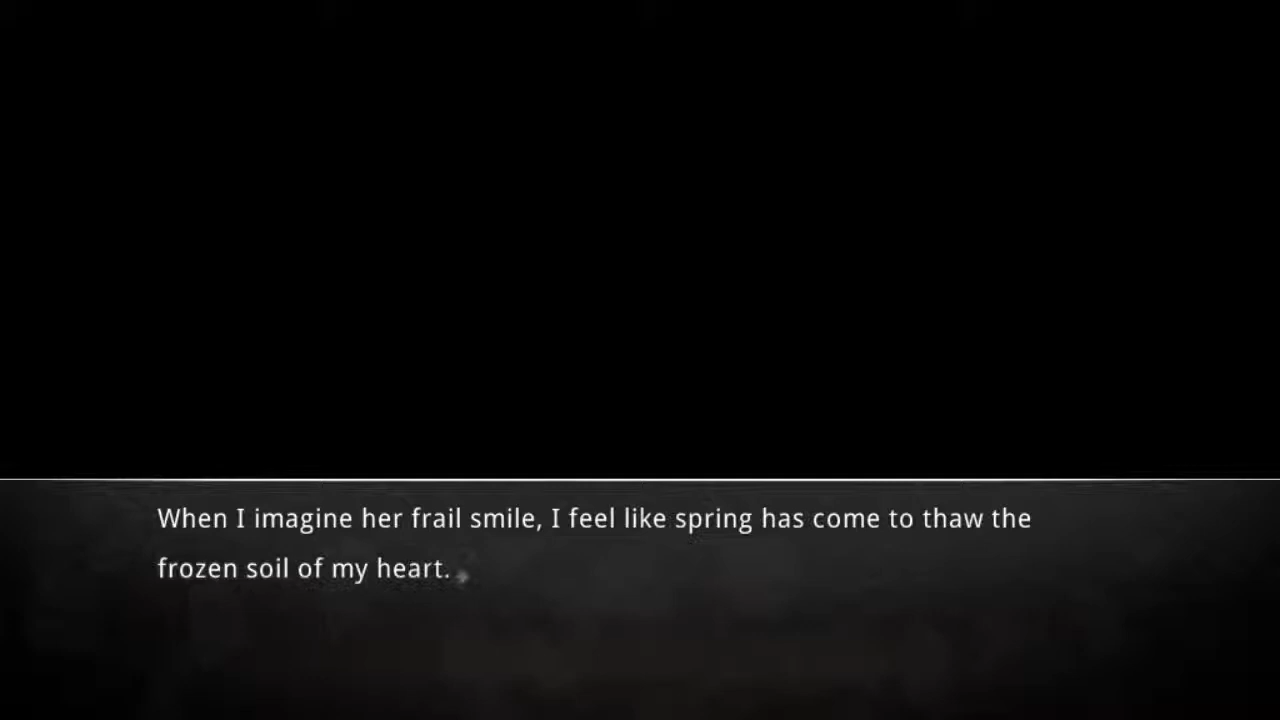 When I imagine her frail smile, I feel like spring has come to thaw the
frozen soil of my heart.